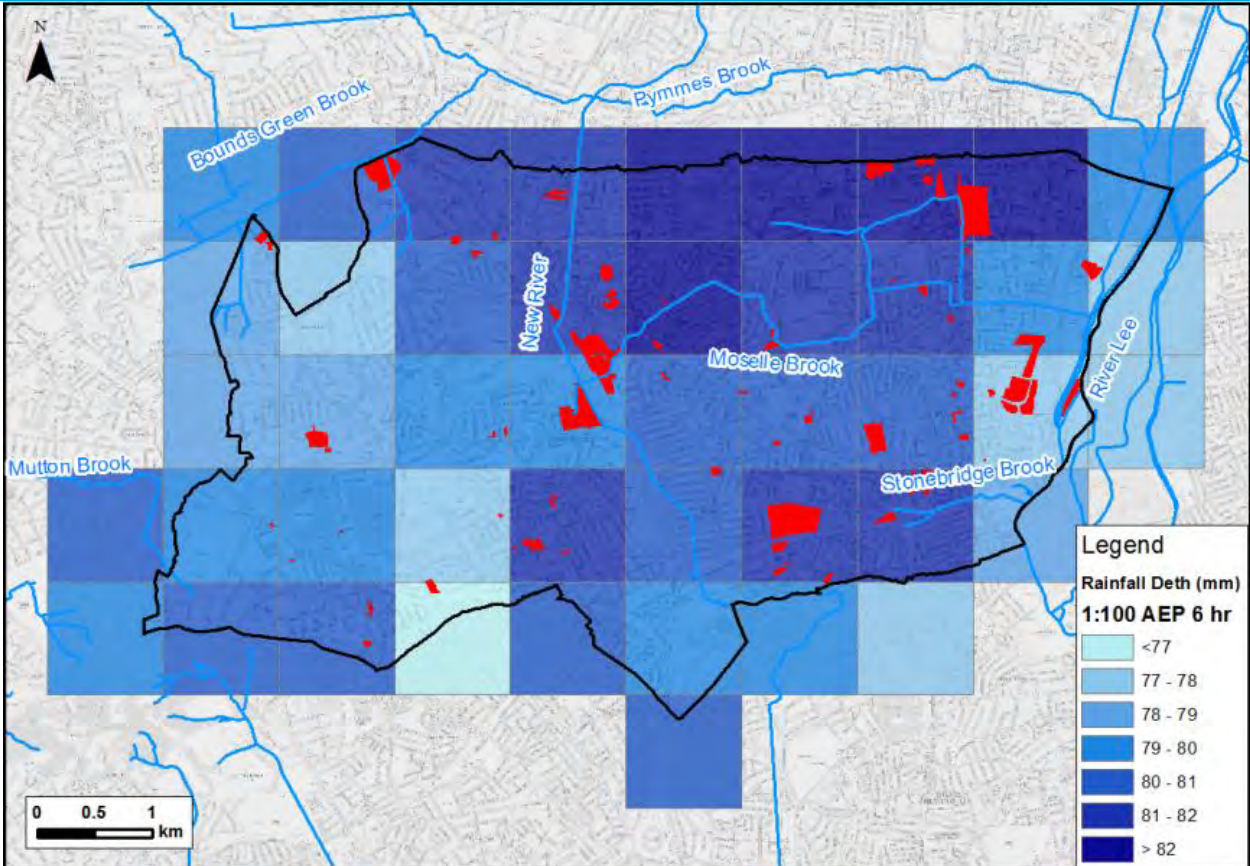 N
Pymmes Brook
Bounds Green Brook
New River
Moselle Brook
River Lee
Mutton Brook
Stonebridge Brook
Legend
Rainfall Deth (mm)
1:100 AEP 6 hr
<77
77 - 78
78 - 79
79 - 80
80 - 81
81 - 82
> 82
0 0.5 1
km